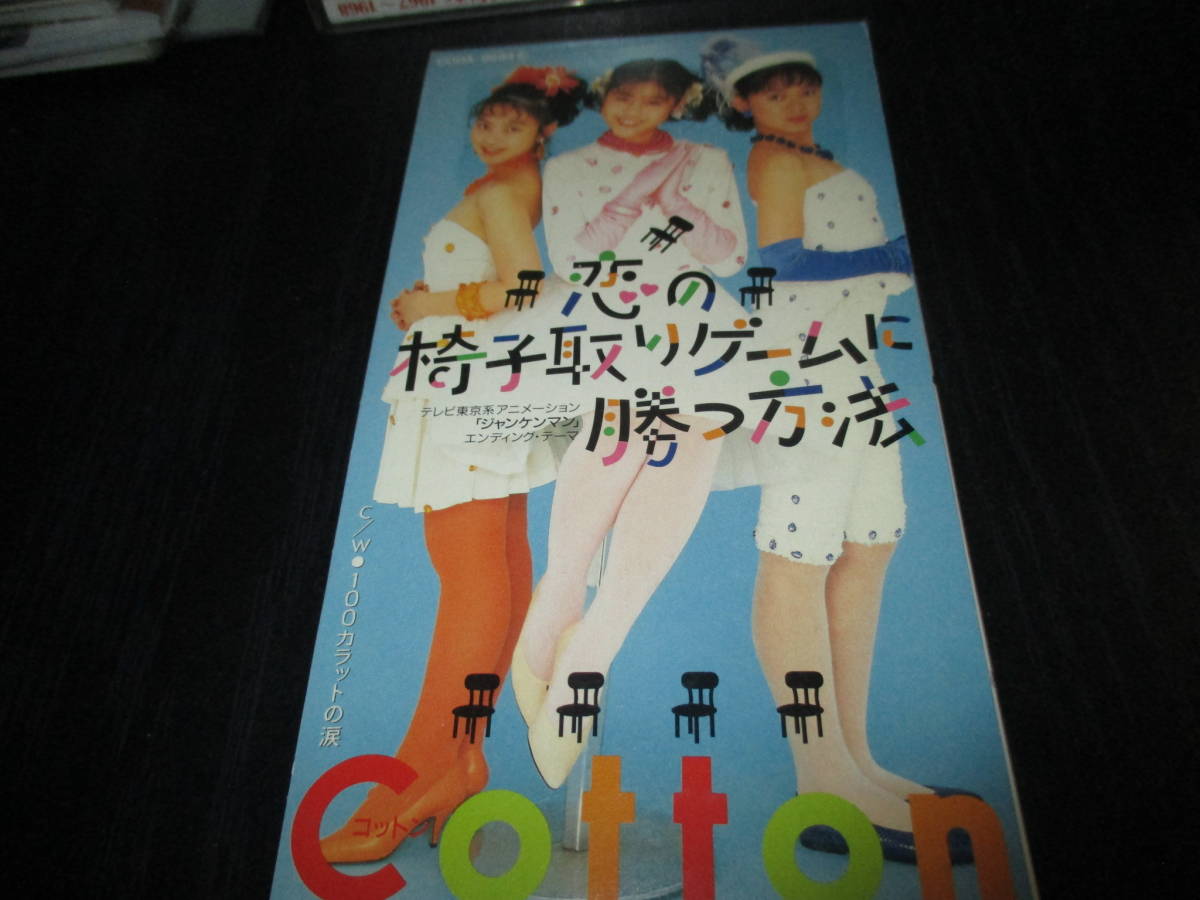 1967~1968
恋の
椅子取りゲームに
勝つ方法
テレビ東京系アニメーション
「ジャンケンマン」
エンディング・テーマ
c/w●100カラットの涙
Cotton
コットン